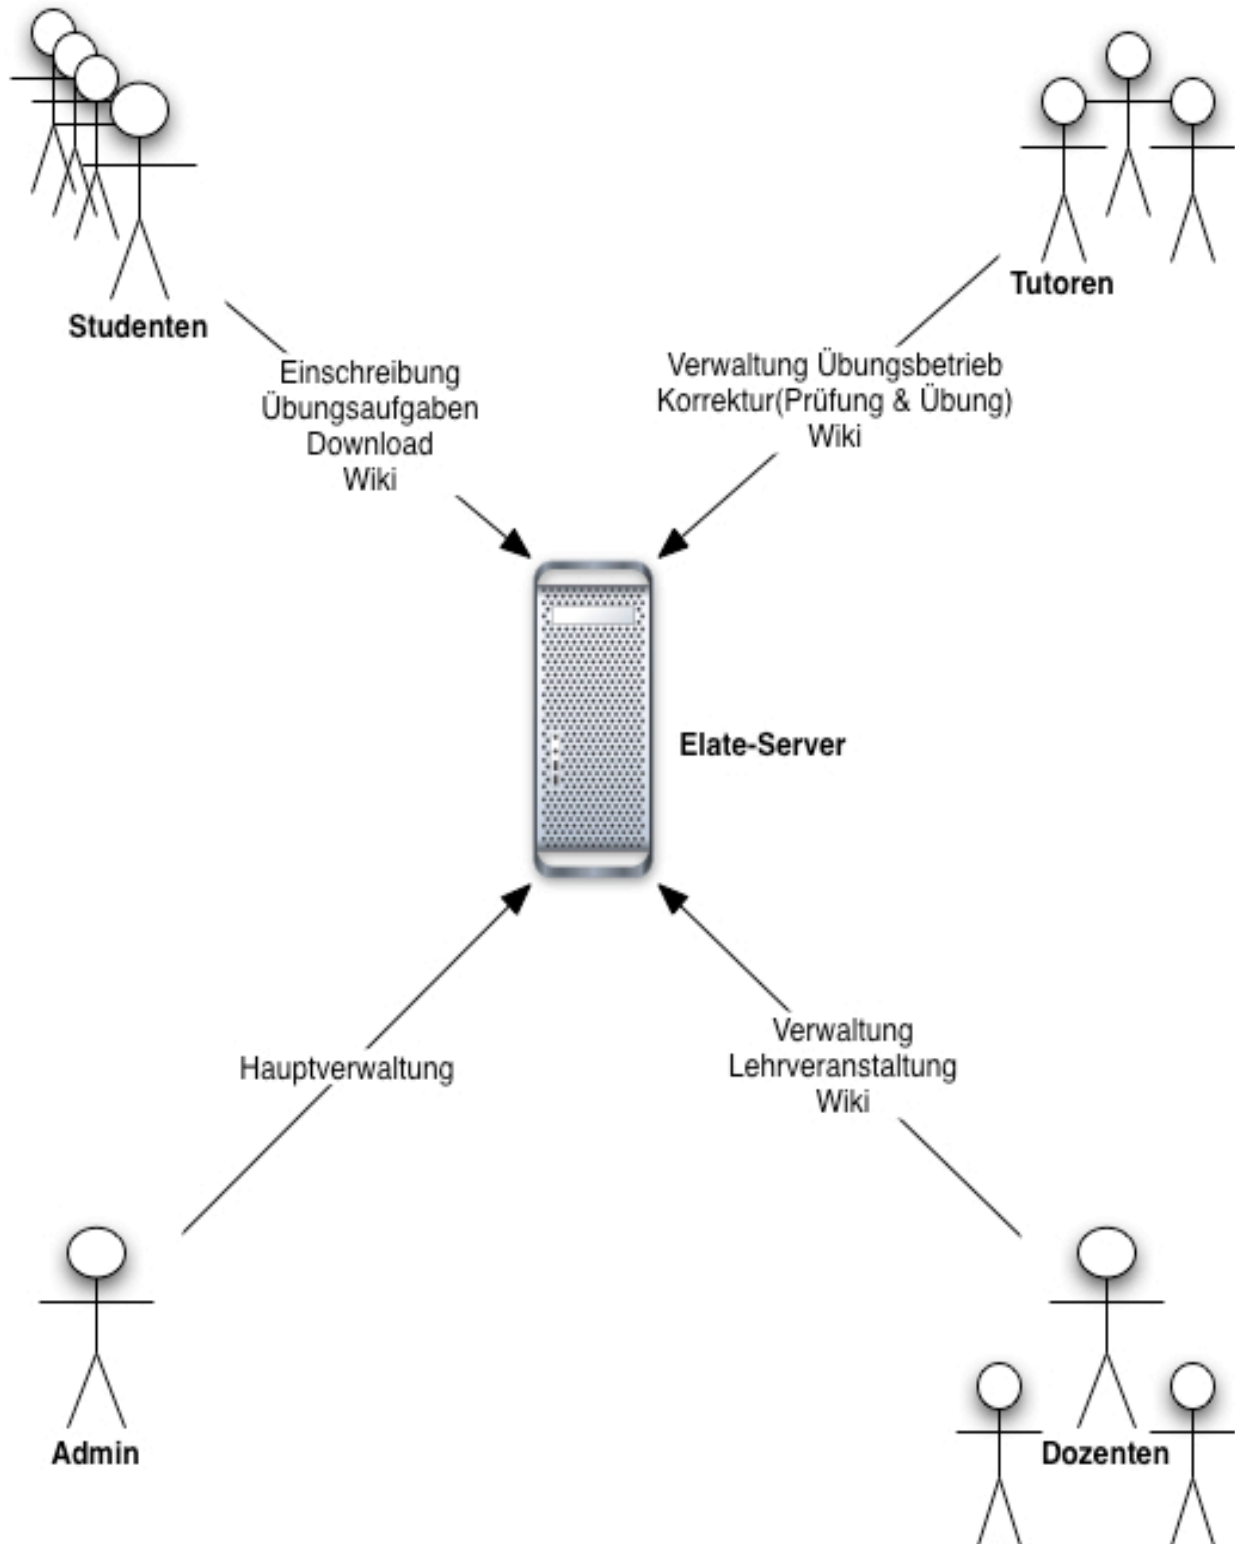 Studenten
Tutoren
Einschreibung
Übungsaufgaben
Download
Wiki
Verwaltung Übungsbetrieb
Korrektur(Prüfung & Übung)
Wiki
Elate-Server
Hauptverwaltung
Verwaltung
Lehrveranstaltung
Wiki
Admin
Dozenten